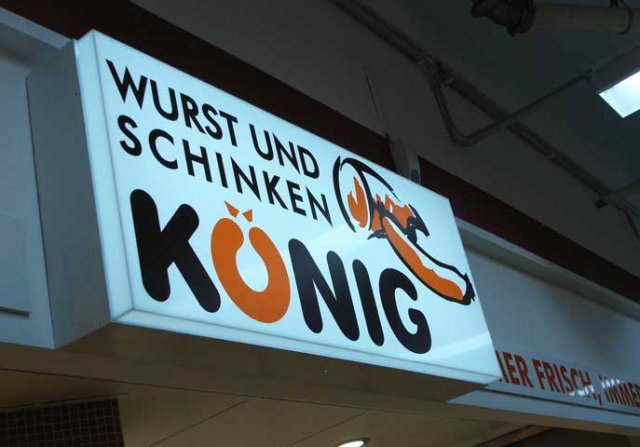 WURST UND
SCHINKEN
KÖNIG
FRISCH,